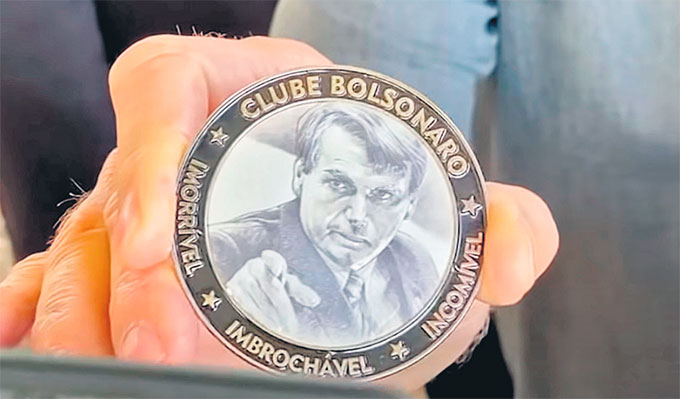 CLUBE BOLSONARO
IMORRÍVEL
IMBROCHÁVEL
INCOMÍVEL